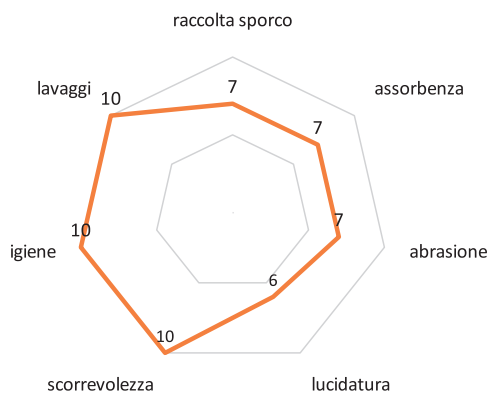 raccolta sporco
7
lavaggi
10
assorbenza
7
igiene
10
7
abrasione
6
10
scorrevolezza
lucidatura